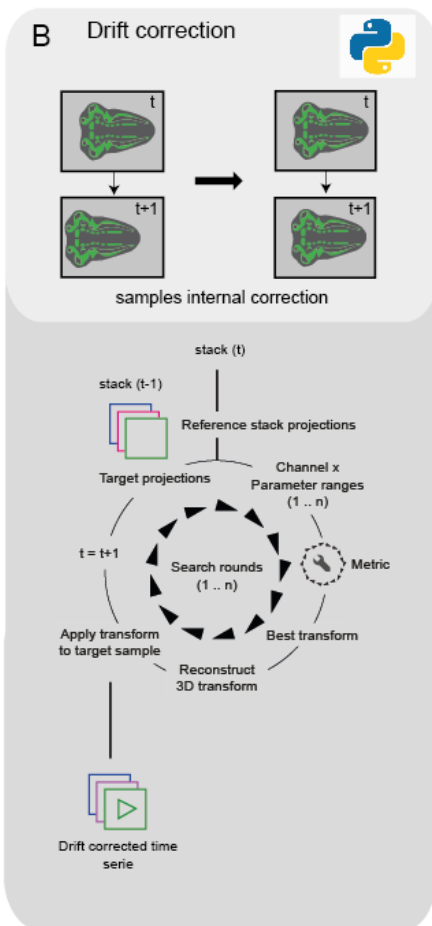 B
Drift correction
t
t
t+1
t+1
samples internal correction
stack (t)
stack (t-1)
Reference stack projections
Target projections
Channel x
Parameter ranges
(1 .. n)
t = t+1
Search rounds
(1 .. n)
Metric
Apply transform
to target sample
Best transform
Reconstruct
3D transform
Drift corrected time
serie